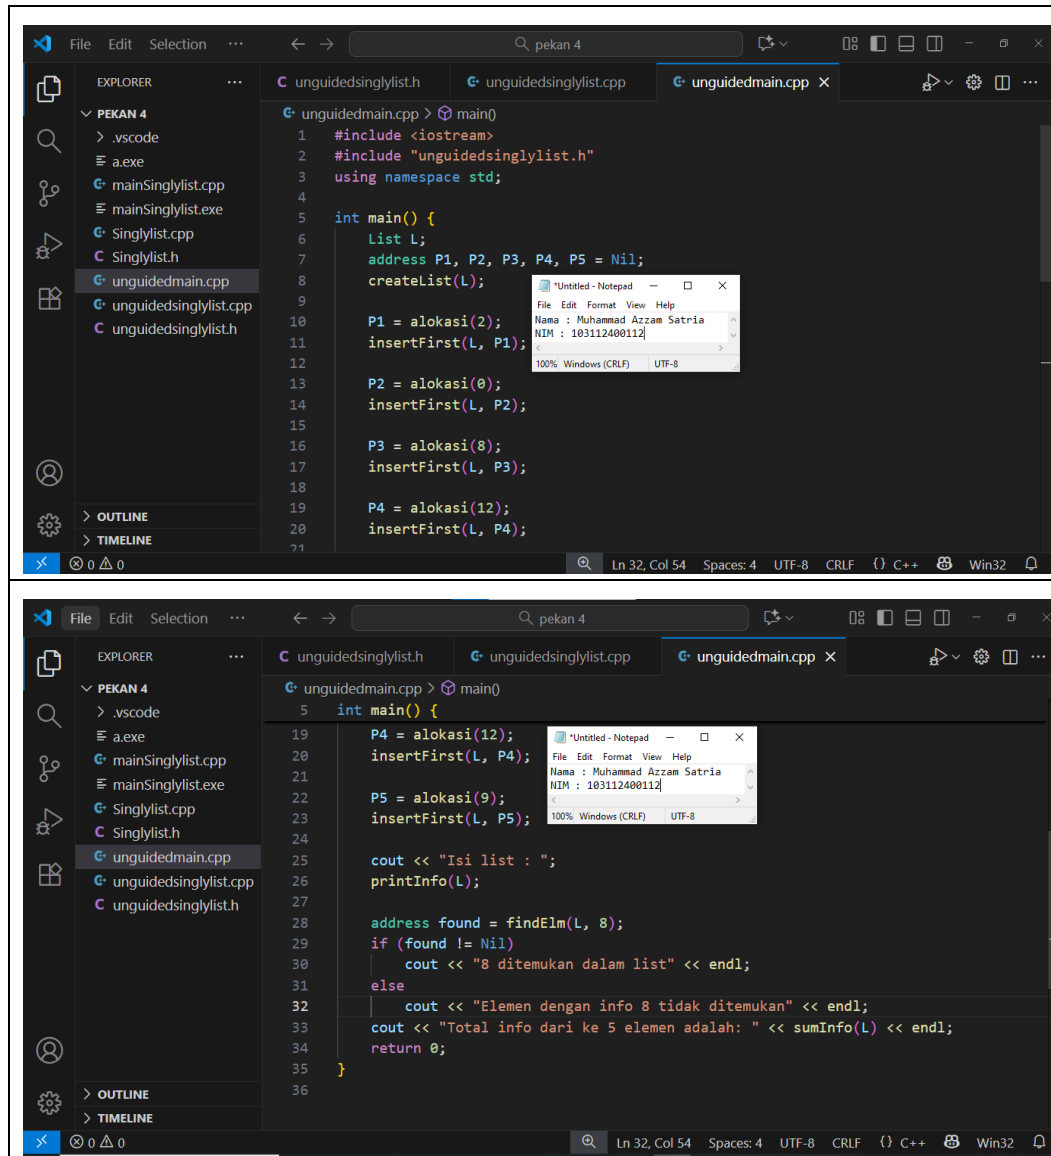 File Edit Selection ··· ← → pekan 4
EXPLORER ···
PEKAN 4
.vscode
a.exe
mainSinglylist.cpp
mainSinglylist.exe
Singlylist.cpp
Singlylist.h
unguidedmain.cpp
unguidedsinglylist.cpp
unguidedsinglylist.h
OUTLINE
TIMELINE
unguidedsinglylist.h unguidedsinglylist.cpp unguidedmain.cpp
unguidedmain.cpp > main()
1 #include <iostream>
2 #include "unguidedsinglylist.h"
3 using namespace std;
4
5 int main() {
6 List L;
7 address P1, P2, P3, P4, P5 = Nil;
8 createList(L);
9
10 P1 = alokasi(2);
11 insertFirst(L, P1);
12
13 P2 = alokasi(0);
14 insertFirst(L, P2);
15
16 P3 = alokasi(8);
17 insertFirst(L, P3);
18
19 P4 = alokasi(12);
20 insertFirst(L, P4);
21
*Untitled - Notepad
File Edit Format View Help
Nama : Muhammad Azzam Satria
NIM : 103112400112
100% Windows (CRLF) UTF-8
0 0 Ln 32, Col 54 Spaces: 4 UTF-8 CRLF {} C++ Win32
File Edit Selection ··· ← → pekan 4
EXPLORER ···
PEKAN 4
.vscode
a.exe
mainSinglylist.cpp
mainSinglylist.exe
Singlylist.cpp
Singlylist.h
unguidedmain.cpp
unguidedsinglylist.cpp
unguidedsinglylist.h
OUTLINE
TIMELINE
unguidedsinglylist.h unguidedsinglylist.cpp unguidedmain.cpp
unguidedmain.cpp > main()
5 int main() {
19 P4 = alokasi(12);
20 insertFirst(L, P4);
21
22 P5 = alokasi(9);
23 insertFirst(L, P5);
24
25 cout << "Isi list : ";
26 printInfo(L);
27
28 address found = findElm(L, 8);
29 if (found != Nil)
30 cout << "8 ditemukan dalam list" << endl;
31 else
32 cout << "Elemen dengan info 8 tidak ditemukan" << endl;
33 cout << "Total info dari ke 5 elemen adalah: " << sumInfo(L) << endl;
34 return 0;
35 }
36
*Untitled - Notepad
File Edit Format View Help
Nama : Muhammad Azzam Satria
NIM : 103112400112
100% Windows (CRLF) UTF-8
0 0 Ln 32, Col 54 Spaces: 4 UTF-8 CRLF {} C++ Win32